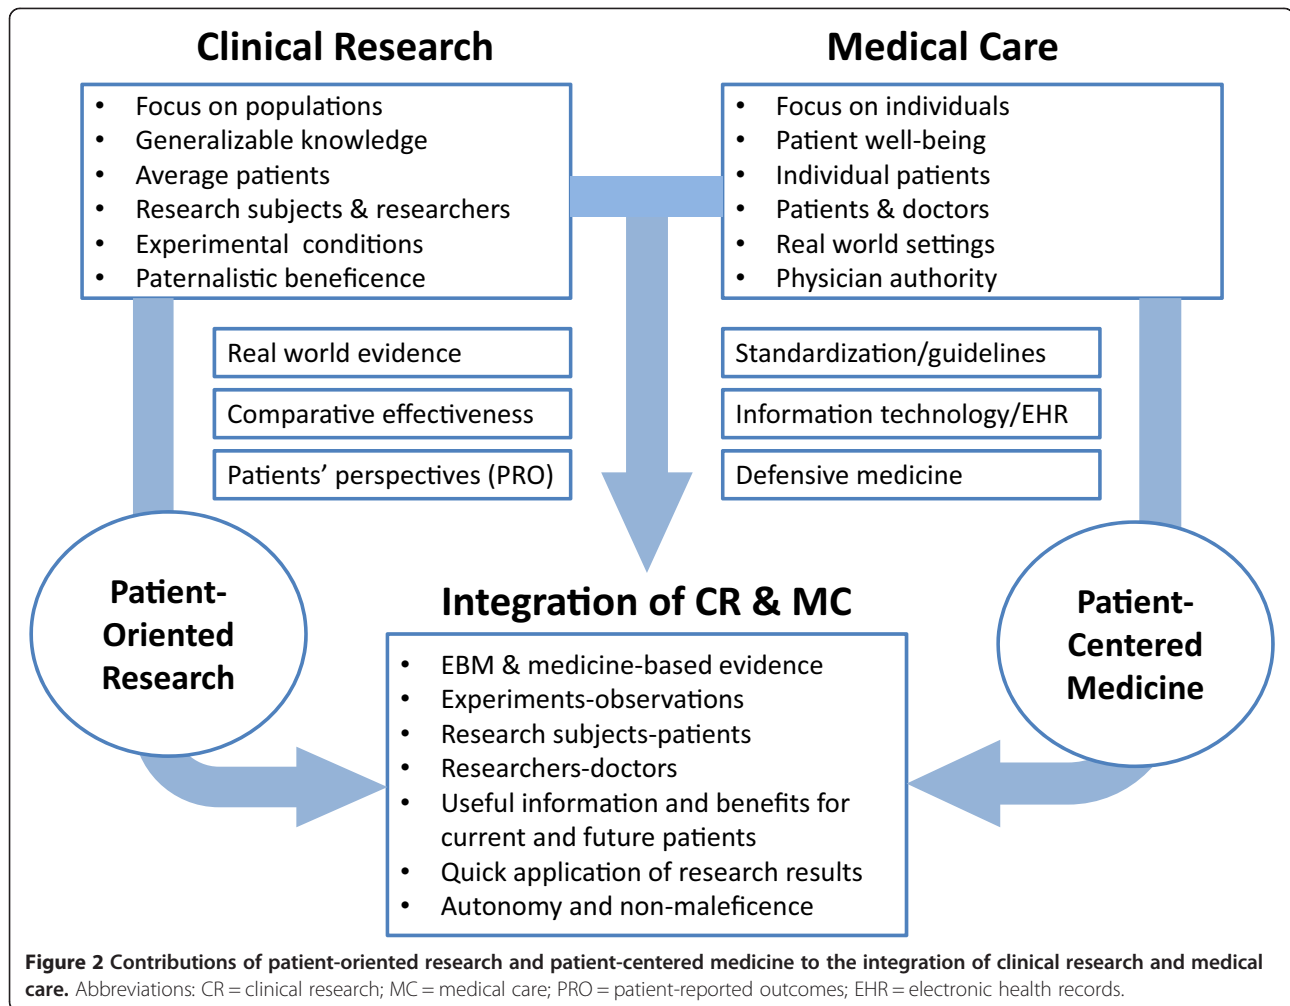 Clinical Research
• Focus on populations
• Generalizable knowledge
• Average patients
• Research subjects & researchers
• Experimental conditions
• Paternalistic beneficence
Medical Care
• Focus on individuals
• Patient well-being
• Individual patients
• Patients & doctors
• Real world settings
• Physician authority
Real world evidence
Comparative effectiveness
Patients’ perspectives (PRO)
Standardization/guidelines
Information technology/EHR
Defensive medicine
Patient-
Oriented
Research
Patient-
Centered
Medicine
Integration of CR & MC
• EBM & medicine-based evidence
• Experiments-observations
• Research subjects-patients
• Researchers-doctors
• Useful information and benefits for
current and future patients
• Quick application of research results
• Autonomy and non-maleficence
Figure 2 Contributions of patient-oriented research and patient-centered medicine to the integration of clinical research and medical
care. Abbreviations: CR = clinical research; MC = medical care; PRO = patient-reported outcomes; EHR = electronic health records.